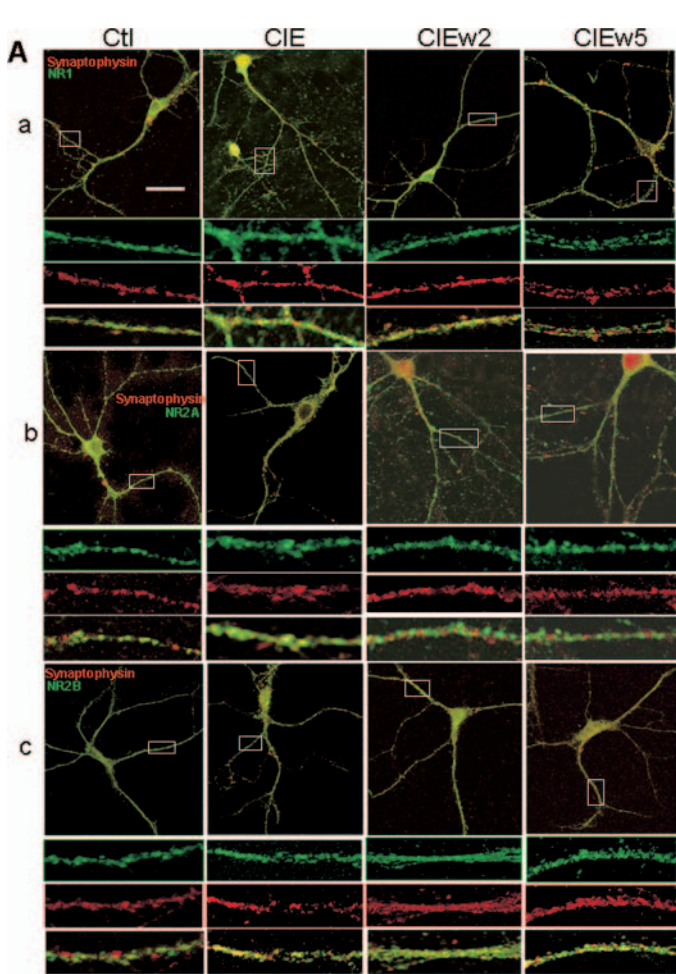 A
Ctl CIE CIEw2 CIEw5
a
Synaptophysin
NR1
b
Synaptophysin
NR2A
c
Synaptophysin
NR2B